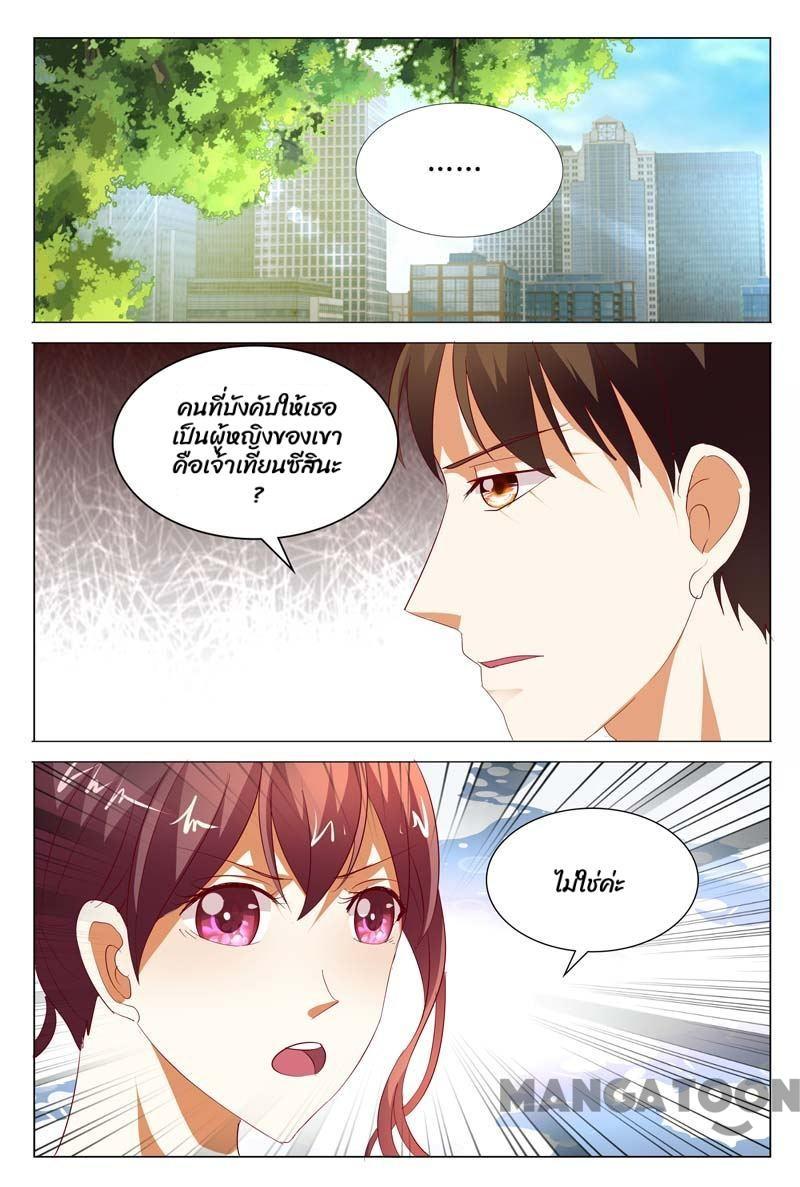 ......
คนที่บังคับให้เธอ
เป็นผู้หญิงของเขา
คือเจ้าเทียนซีสินะ
?
ไม่ใช่ค่ะ
MANGATOON